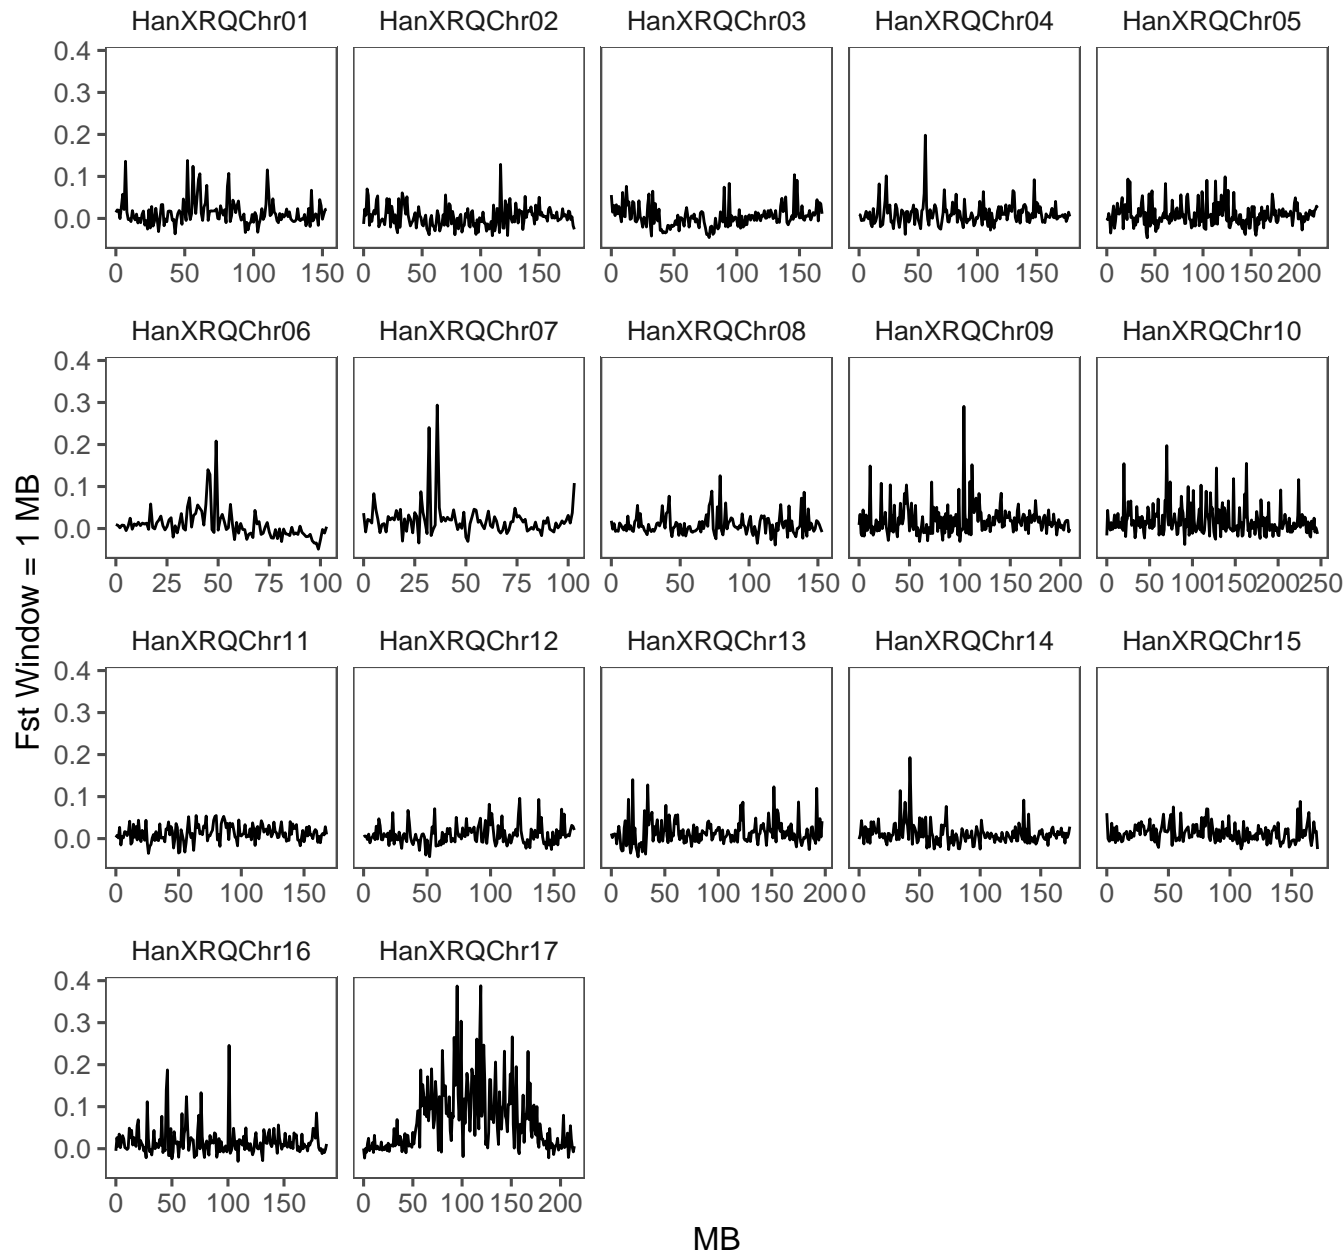 HanXRQChr01 HanXRQChr02 HanXRQChr03 HanXRQChr04 HanXRQChr05
0.4
0.3
0.2
0.1
0.0
0 50 100 150 0 50 100 150 0 50 100 150 0 50 100 150 0 50 100 150 200
HanXRQChr06 HanXRQChr07 HanXRQChr08 HanXRQChr09 HanXRQChr10
0.4
0.3
0.2
0.1
0.0
0 25 50 75 100 0 25 50 75 100 0 50 100 150 0 50 100 150 200 0 50 100 150 200 250
Fst Window = 1 MB
HanXRQChr11 HanXRQChr12 HanXRQChr13 HanXRQChr14 HanXRQChr15
0.4
0.3
0.2
0.1
0.0
0 50 100 150 0 50 100 150 0 50 100 150 200 0 50 100 150 0 50 100 150
HanXRQChr16 HanXRQChr17
0.4
0.3
0.2
0.1
0.0
0 50 100 150 0 50 100 150 200
MB